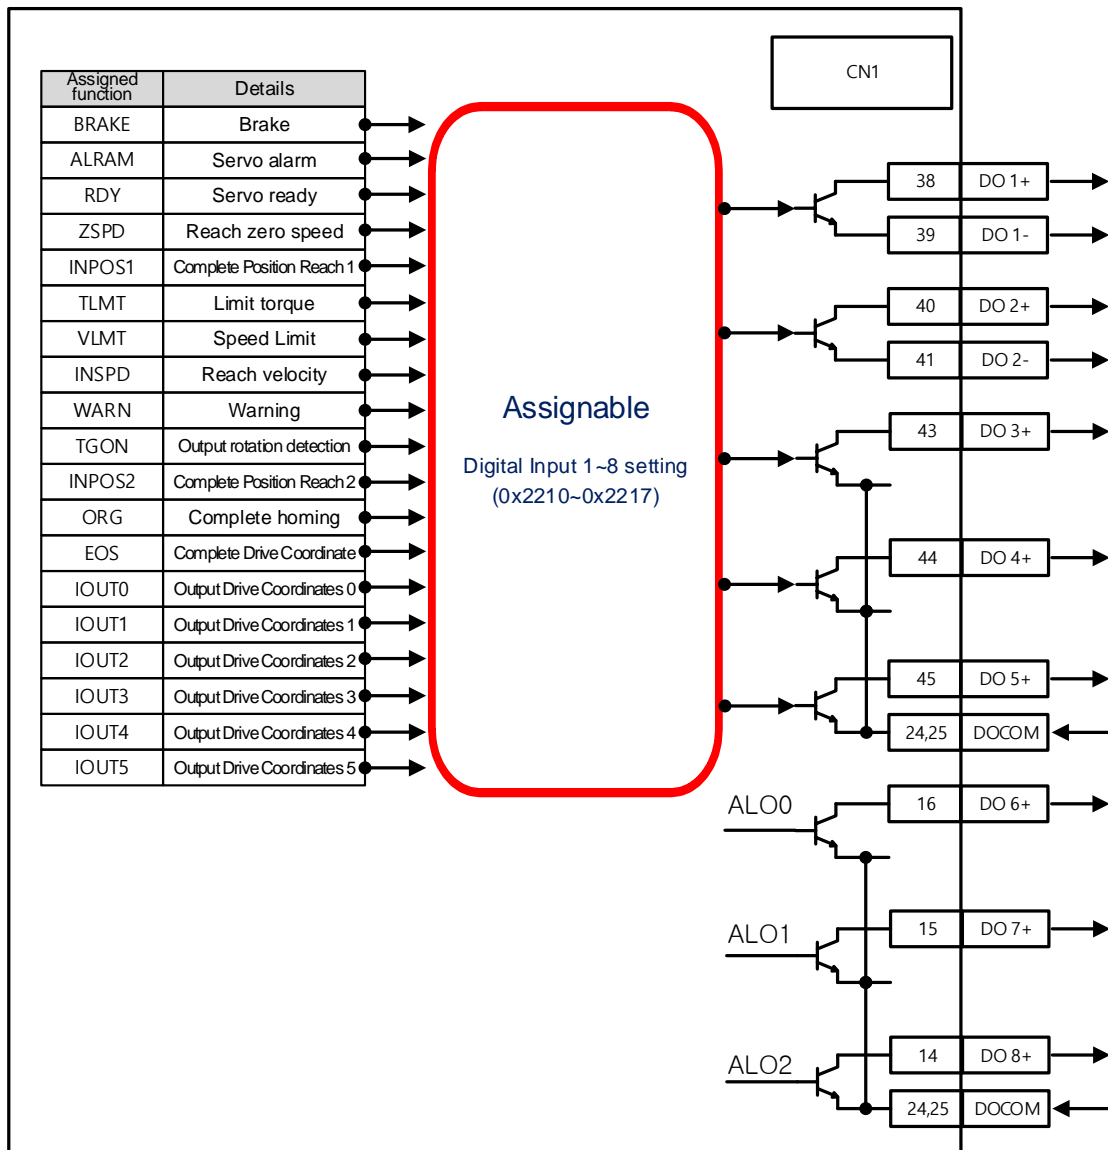 CN1
Assigned function Details
BRAKE Brake
ALRAM Servo alarm
RDY Servo ready
ZSPD Reach zero speed
INPOS1 Complete Position Reach 1
TLMT Limit torque
VLMT Speed Limit
INSPD Reach velocity
WARN Warning
TGON Output rotation detection
INPOS2 Complete Position Reach 2
ORG Complete homing
EOS Complete Drive Coordinate
IOUT0 Output Drive Coordinates 0
IOUT1 Output Drive Coordinates 1
IOUT2 Output Drive Coordinates 2
IOUT3 Output Drive Coordinates 3
IOUT4 Output Drive Coordinates 4
IOUT5 Output Drive Coordinates 5
Assignable
Digital Input 1~8 setting
(0x2210~0x2217)
38 DO 1+
39 DO 1-
40 DO 2+
41 DO 2-
43 DO 3+
44 DO 4+
45 DO 5+
24,25 DOCOM
ALO0
16 DO 6+
ALO1
15 DO 7+
ALO2
14 DO 8+
24,25 DOCOM